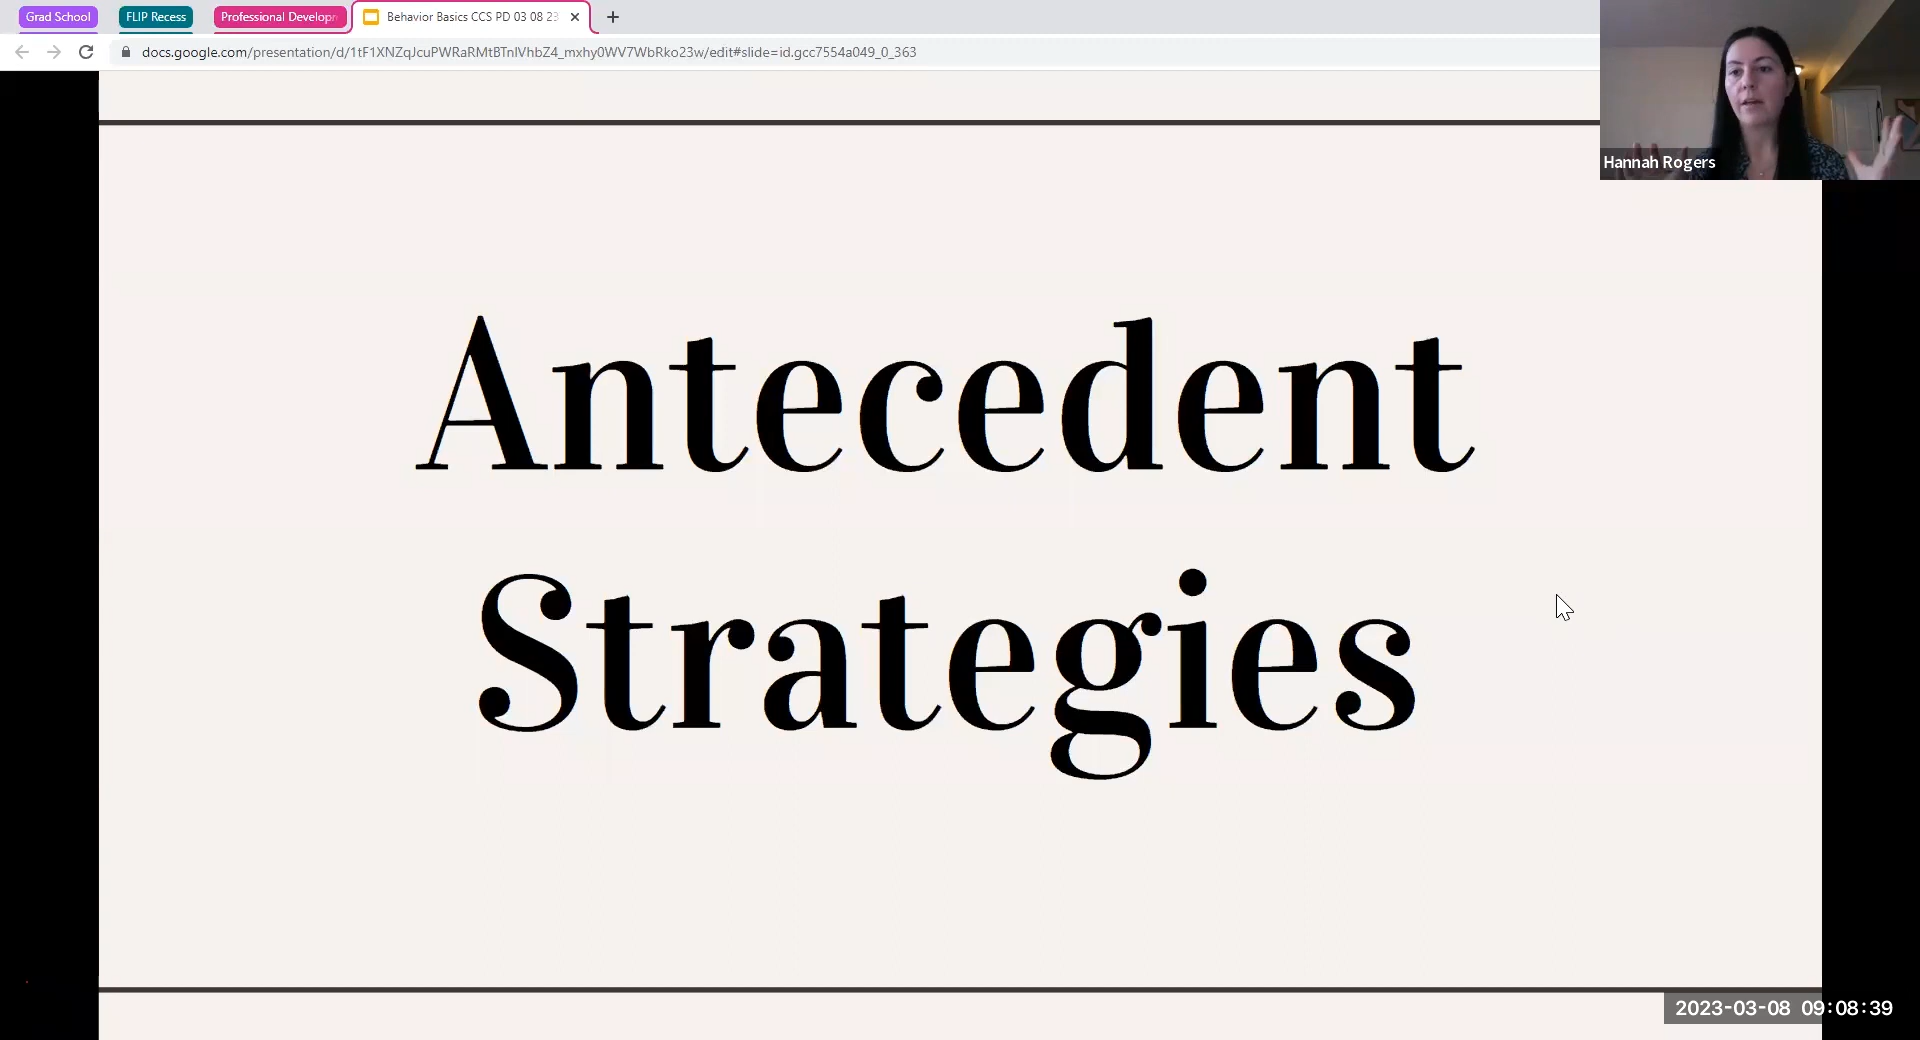 Grad School
FLIP Recess
Professional Developm
Behavior Basics CCS PD 03 08 23
docs.google.com/presentation/d/1tF1XNZqJcuPWRaRMtBTnlVhbZ4_mxhy0WV7WbRko23w/edit#slide=id.gcc7554a049_0_363
Hannah Rogers
Antecedent
Strategies
2023-03-08 09:08:39